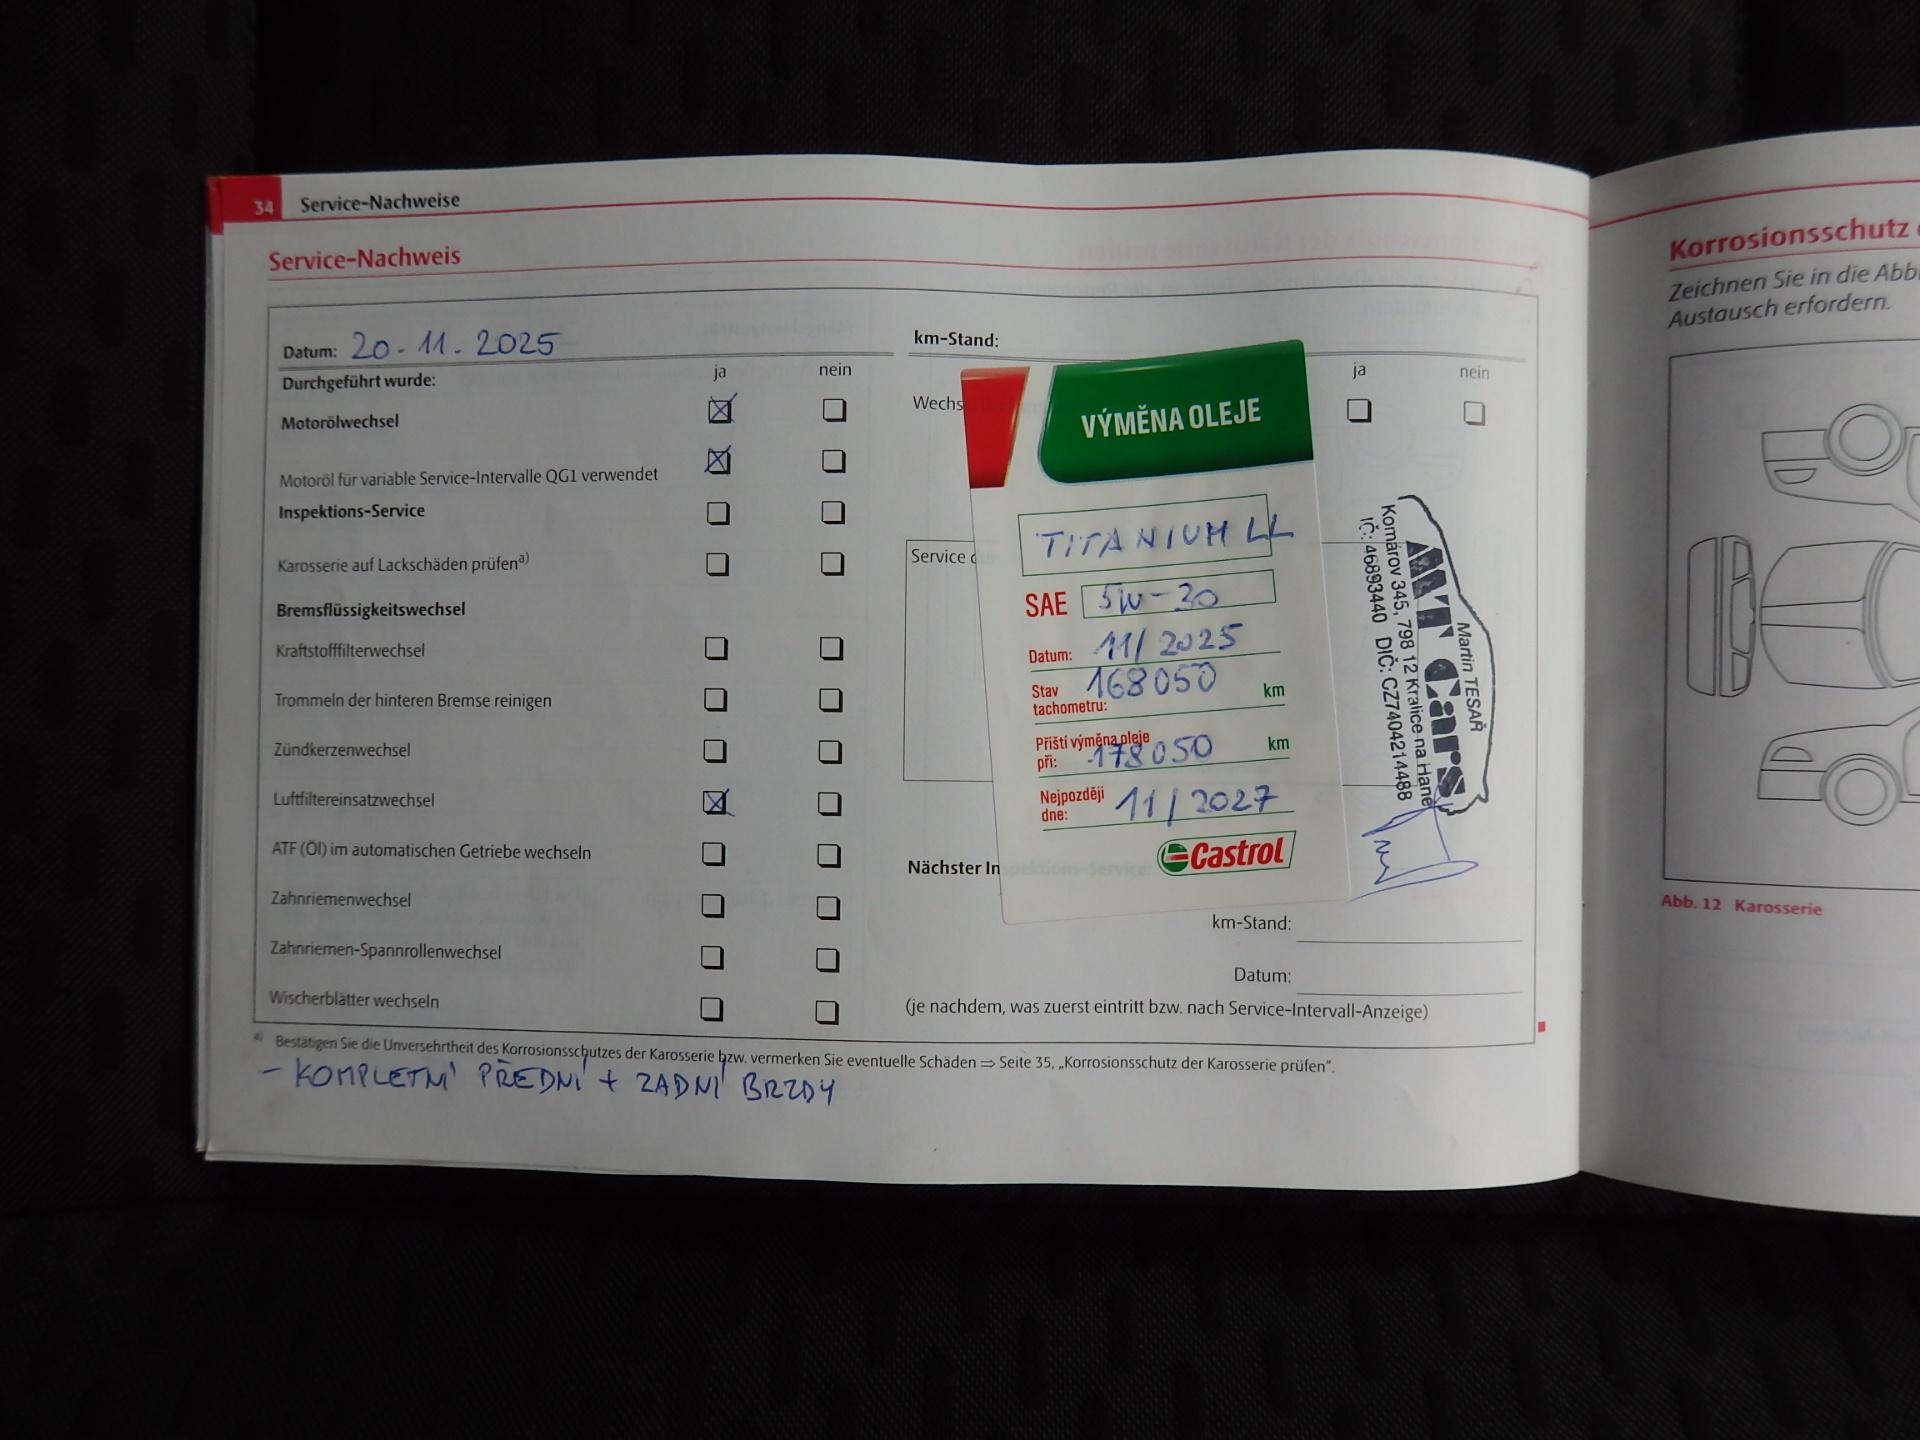 34 Service-Nachweise
Service-Nachweis
Datum: 20-11-2025
Durchgeführt wurde: ja nein
Motorölwechsel
Motoröl für variable Service-Intervalle QG1 verwendet
Inspektions-Service
Karosserie auf Lackschäden prüfen a)
Bremsflüssigkeitswechsel
Kraftstofffilterwechsel
Trommeln der hinteren Bremse reinigen
Zündkerzenwechsel
Luftfiltereinsatzwechsel
ATF (Öl) im automatischen Getriebe wechseln
Zahnriemenwechsel
Zahnriemen-Spannrollenwechsel
Wischerblätter wechseln
km-Stand:
ja nein
Wechs
Service
VÝMĚNA OLEJE
TITANIUM LL
SAE 5W-30
Datum: 11/2025
Stav tachometru: 168050 km
Příští výměna oleje
při: 178050 km
Nejpozději
dne: 11/2027
Castrol
Martin TESAŘ
MT Cars
Komárov 345, 798 12 Kralice na Hané
IČ: 46893440 DIČ: CZ7404214488
Nächster Inspektions-Service:
km-Stand:
Datum:
(je nachdem, was zuerst eintritt bzw. nach Service-Intervall-Anzeige)
a) Bestätigen Sie die Unversehrtheit des Korrosionsschutzes der Karosserie bzw. vermerken Sie eventuelle Schäden ⇒ Seite 35, „Korrosionsschutz der Karosserie prüfen“.
- KOMPLETNÍ PŘEDNÍ + ZADNÍ BRZDY
Korrosionsschutz
Zeichnen Sie in die Abb
Austausch erfordern.
Abb. 12 Karosserie